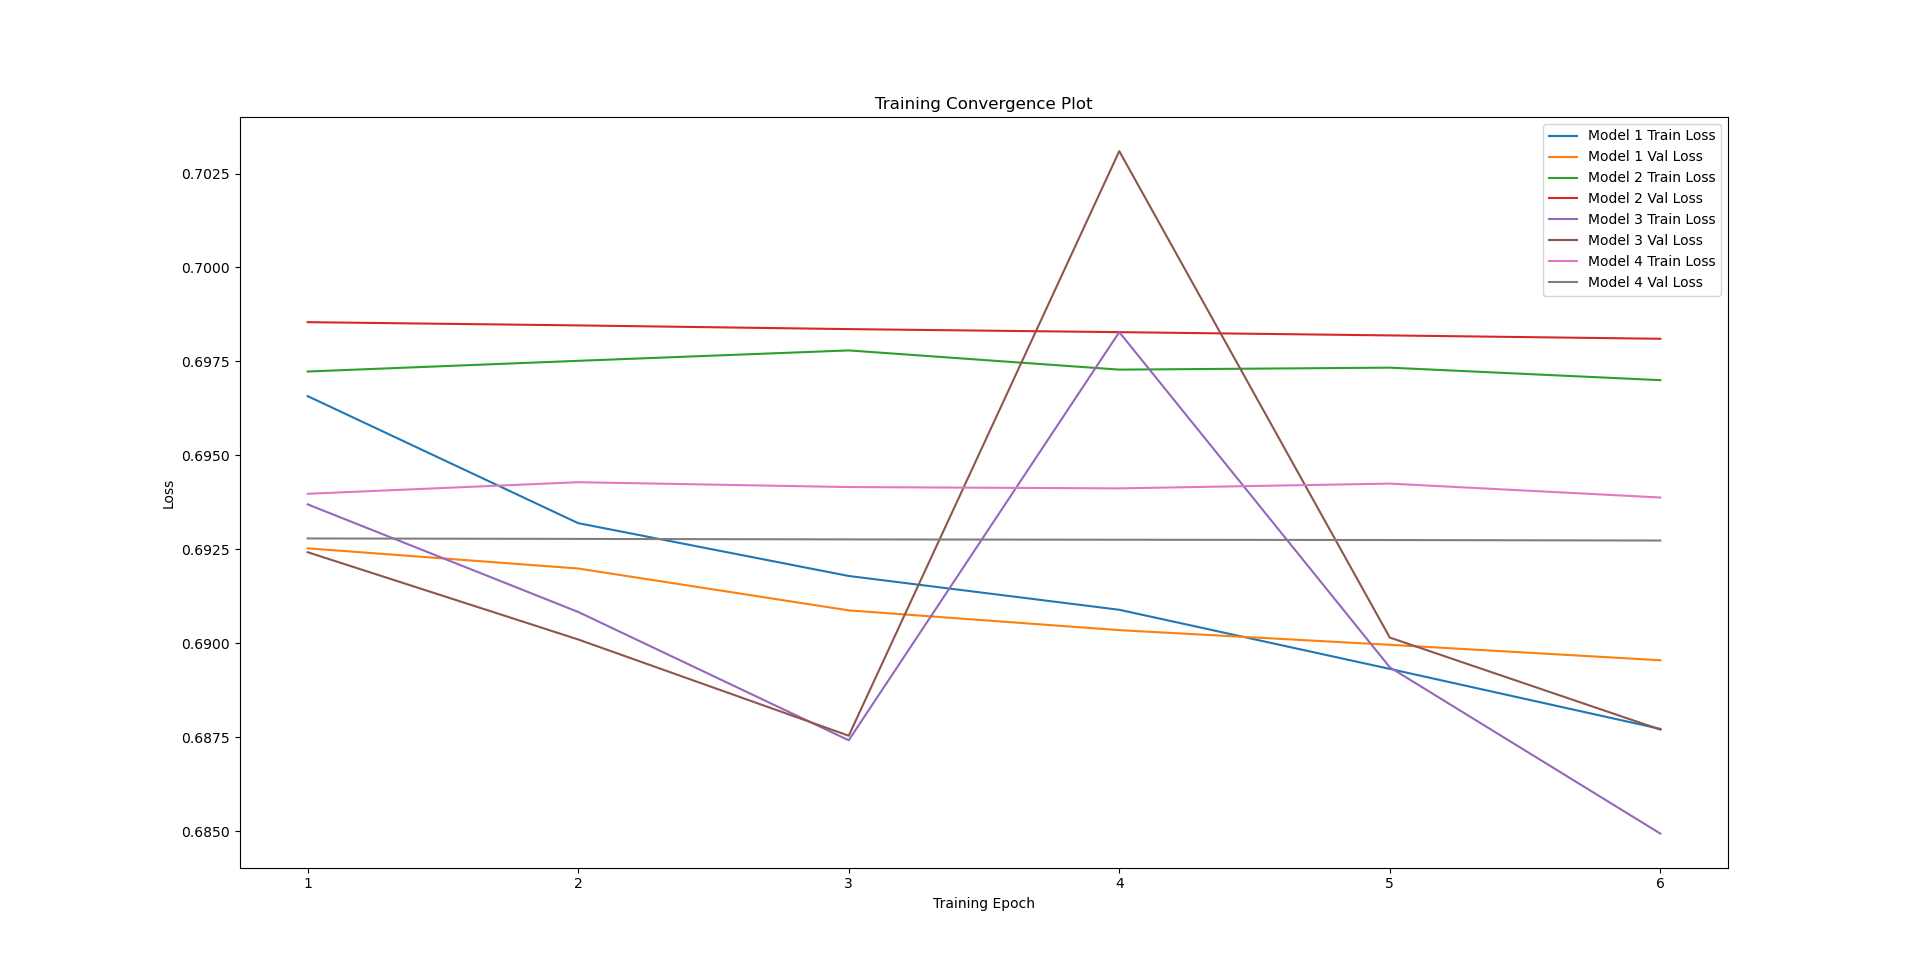 Training Convergence Plot
Model 1 Train Loss
Model 1 Val Loss
Model 2 Train Loss
Model 2 Val Loss
Model 3 Train Loss
Model 3 Val Loss
Model 4 Train Loss
Model 4 Val Loss
0.7025
0.7000
0.6975
0.6950
0.6925
0.6900
0.6875
0.6850
Loss
1 2 3 4 5 6
Training Epoch